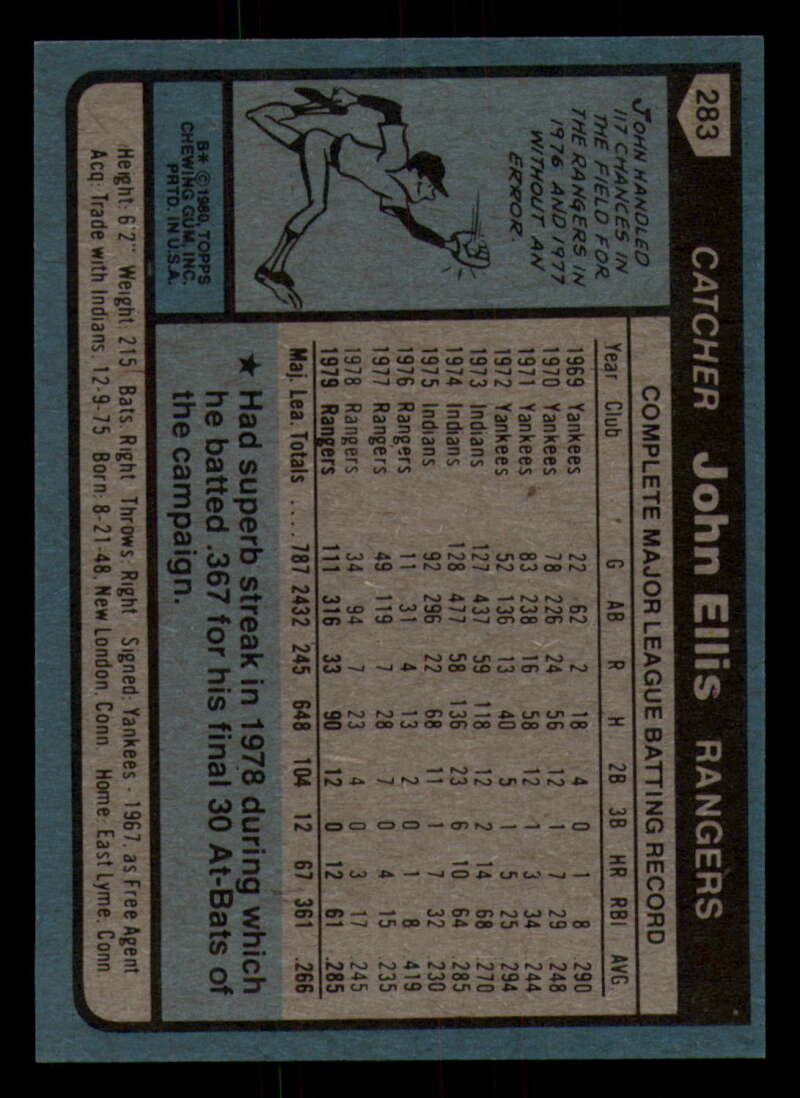 283 CATCHER John Ellis RANGERS
JOHN HANDLED
117 CHANCES IN
THE FIELD FOR
THE RANGERS IN
1976 AND 1977
WITHOUT AN
ERROR.
B* © 1980 TOPPS
CHEWING GUM, INC.
PRTD. IN U.S.A.
COMPLETE MAJOR LEAGUE BATTING RECORD
Year Club G AB R H 2B 3B HR RBI AVG.
1969 Yankees 22 62 2 18 4 0 1 8 .290
1970 Yankees 78 226 24 56 12 1 7 29 .248
1971 Yankees 83 238 16 58 12 1 3 34 .244
1972 Yankees 52 136 13 40 5 1 5 25 .294
1973 Indians 127 437 59 118 12 2 14 68 .270
1974 Indians 128 477 58 136 23 6 10 64 .285
1975 Indians 92 296 22 68 11 1 7 32 .230
1976 Rangers 11 31 4 13 2 0 1 8 .419
1977 Rangers 49 119 7 28 7 0 4 15 .235
1978 Rangers 34 94 7 23 4 0 3 17 .245
1979 Rangers 111 316 33 90 12 0 12 61 .285
Maj. Lea. Totals .... 787 2432 245 648 104 12 67 361 .266
★ Had superb streak in 1978 during which
he batted .367 for his final 30 At-Bats of
the campaign.
Height: 6'2" Weight: 215 Bats: Right Throws: Right Signed: Yankees - 1967, as Free Agent
Acq: Trade with Indians, 12-9-75 Born: 8-21-48, New London, Conn Home: East Lyme, Conn